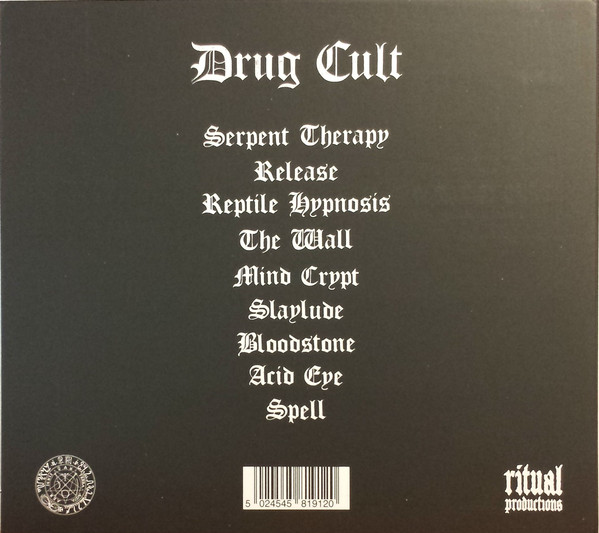 Drug Cult
Serpent Therapy
Release
Reptile Hypnosis
The Wall
Mind Crypt
Slaylude
Bloodstone
Acid Eye
Spell
5 024545 819120
ritual
productions